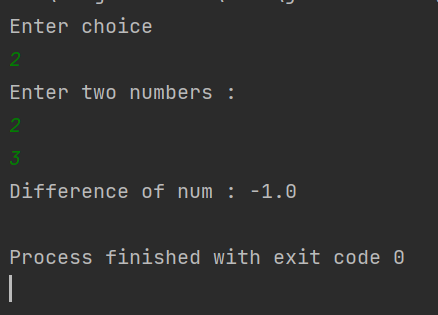 Enter choice
2
Enter two numbers :
2
3
Difference of num : -1.0
Process finished with exit code 0